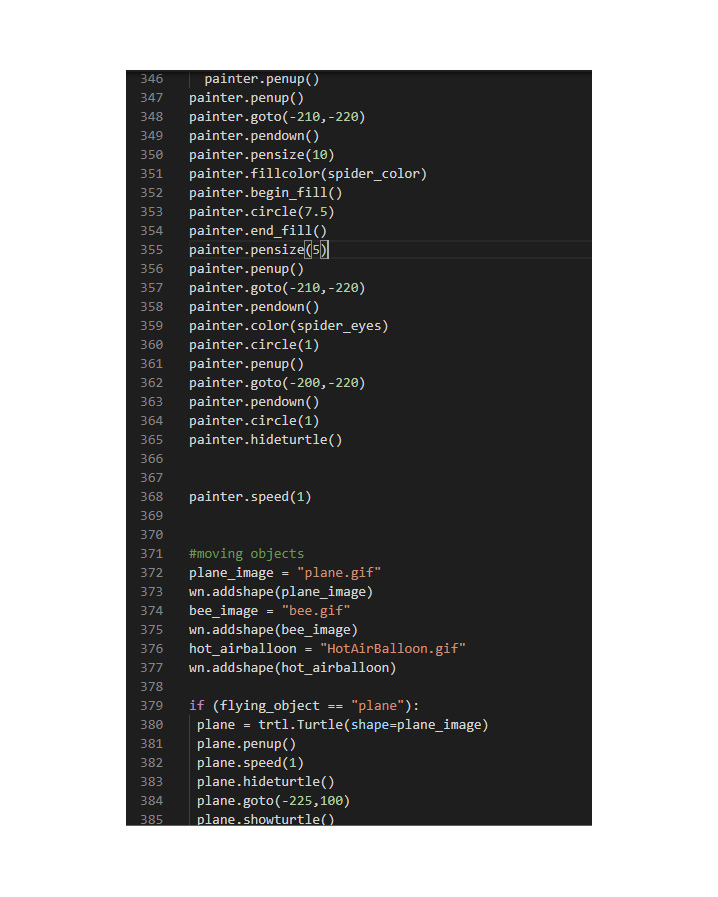 346 painter.penup()
347 painter.penup()
348 painter.goto(-210,-220)
349 painter.pendown()
350 painter.pensize(10)
351 painter.fillcolor(spider_color)
352 painter.begin_fill()
353 painter.circle(7.5)
354 painter.end_fill()
355 painter.pensize(5)
356 painter.penup()
357 painter.goto(-210,-220)
358 painter.pendown()
359 painter.color(spider_eyes)
360 painter.circle(1)
361 painter.penup()
362 painter.goto(-200,-220)
363 painter.pendown()
364 painter.circle(1)
365 painter.hideturtle()
366
367
368 painter.speed(1)
369
370
371 #moving objects
372 plane_image = "plane.gif"
373 wn.addshape(plane_image)
374 bee_image = "bee.gif"
375 wn.addshape(bee_image)
376 hot_airballoon = "HotAirBalloon.gif"
377 wn.addshape(hot_airballoon)
378
379 if (flying_object == "plane"):
380 plane = trtl.Turtle(shape=plane_image)
381 plane.penup()
382 plane.speed(1)
383 plane.hideturtle()
384 plane.goto(-225,100)
385 plane.showturtle()